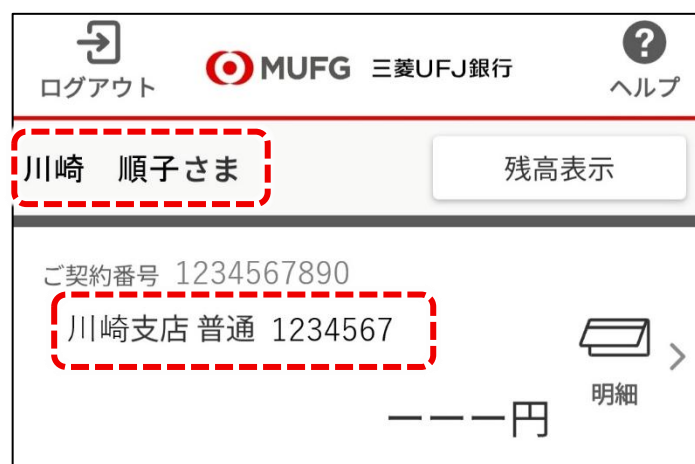 ログアウト
MUFG 三菱UFJ銀行
?
ヘルプ
川崎 順子さま
残高表示
ご契約番号 1234567890
川崎支店 普通 1234567
明細
ーーー円